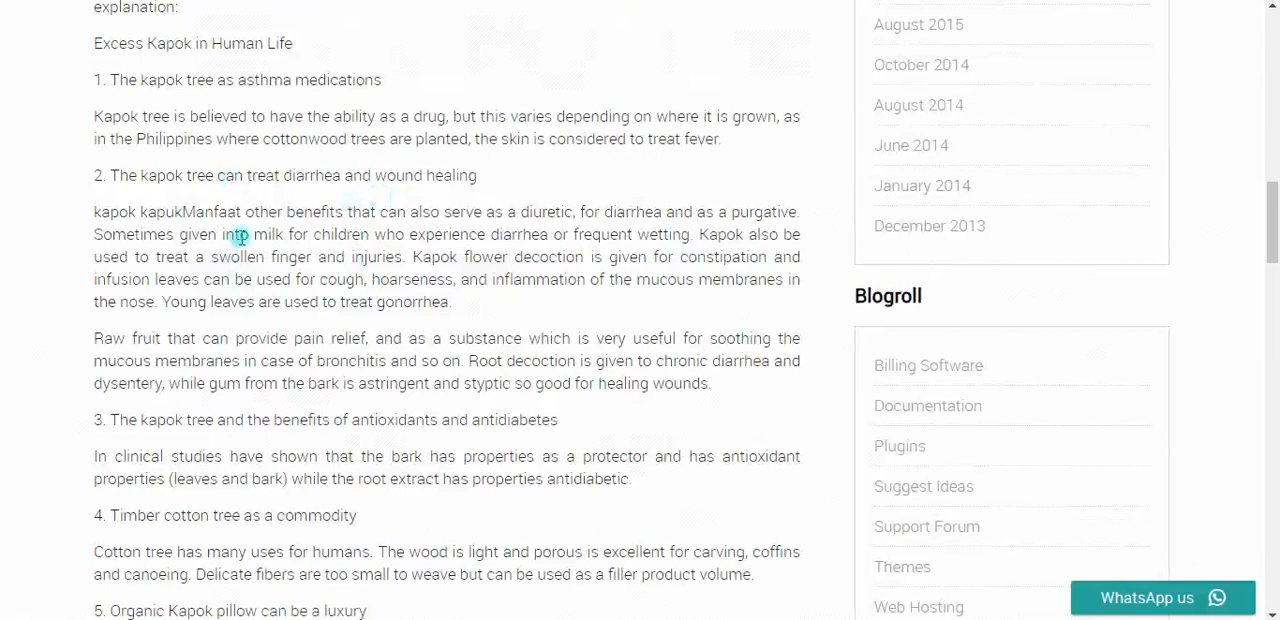 explanation:
Excess Kapok in Human Life
1. The kapok tree as asthma medications
Kapok tree is believed to have the ability as a drug, but this varies depending on where it is grown, as
in the Philippines where cottonwood trees are planted, the skin is considered to treat fever.
2. The kapok tree can treat diarrhea and wound healing
kapok kapukManfaat other benefits that can also serve as a diuretic, for diarrhea and as a purgative.
Sometimes given into milk for children who experience diarrhea or frequent wetting. Kapok also be
used to treat a swollen finger and injuries. Kapok flower decoction is given for constipation and
infusion leaves can be used for cough, hoarseness, and inflammation of the mucous membranes in
the nose. Young leaves are used to treat gonorrhea.
Raw fruit that can provide pain relief, and as a substance which is very useful for soothing the
mucous membranes in case of bronchitis and so on. Root decoction is given to chronic diarrhea and
dysentery, while gum from the bark is astringent and styptic so good for healing wounds.
3. The kapok tree and the benefits of antioxidants and antidiabetes
In clinical studies have shown that the bark has properties as a protector and has antioxidant
properties (leaves and bark) while the root extract has properties antidiabetic.
4. Timber cotton tree as a commodity
Cotton tree has many uses for humans. The wood is light and porous is excellent for carving, coffins
and canoeing. Delicate fibers are too small to weave but can be used as a filler product volume.
5. Organic Kapok pillow can be a luxury
August 2015
October 2014
August 2014
June 2014
January 2014
December 2013
Blogroll
Billing Software
Documentation
Plugins
Suggest Ideas
Support Forum
Themes
Web Hosting
WhatsApp us